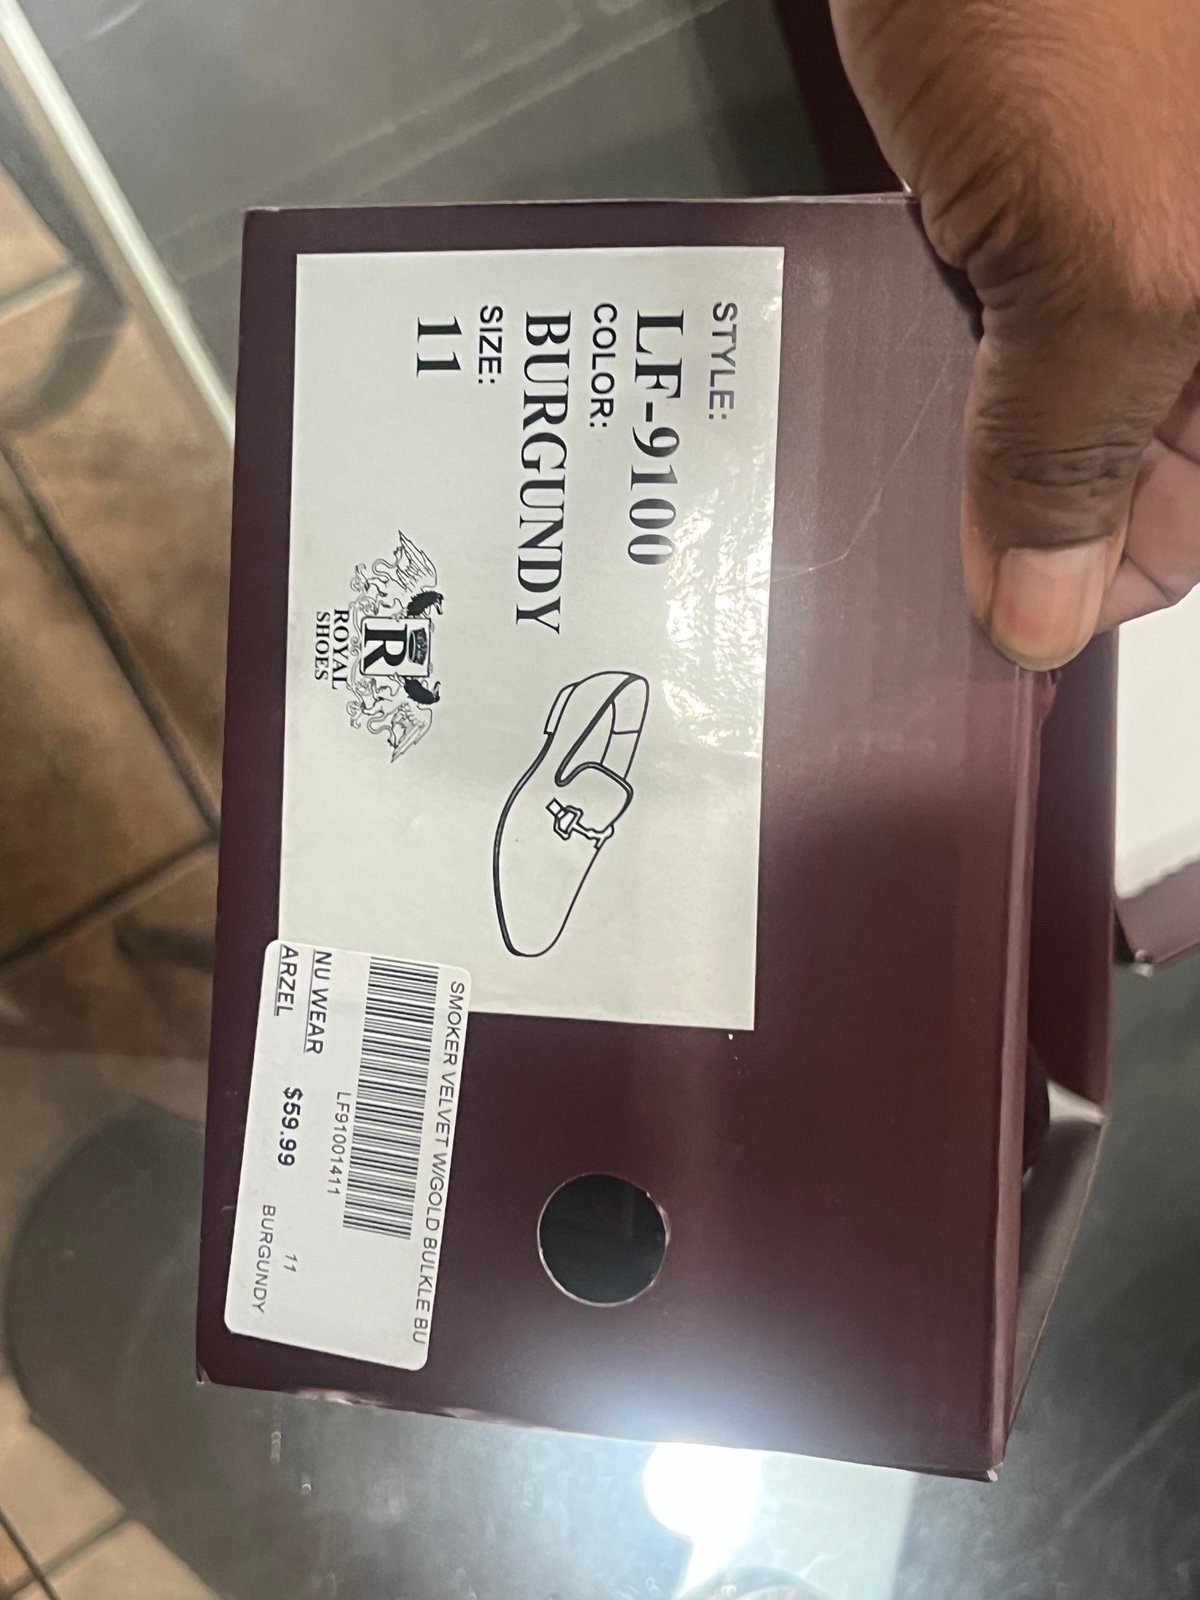 STYLE:
LF-9100
COLOR:
BURGUNDY
SIZE:
11
R
ROYAL
SHOES
SMOKER VELVET W/GOLD BULKLE BU
LF91001411
NU WEAR
ARZEL
$59.99
11
BURGUNDY